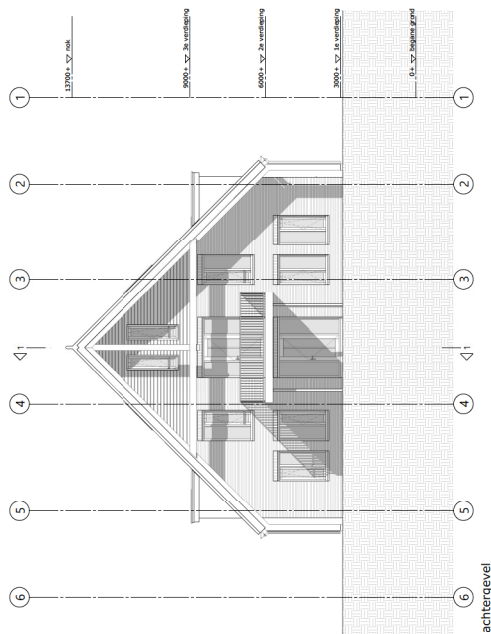 13700+ nok
9000+ 3e verdieping
6000+ 2e verdieping
3000+ 1e verdieping
0+ begane grond
1 1
2 2
3 3
1 1
4 4
5 5
6 6
achtergevel